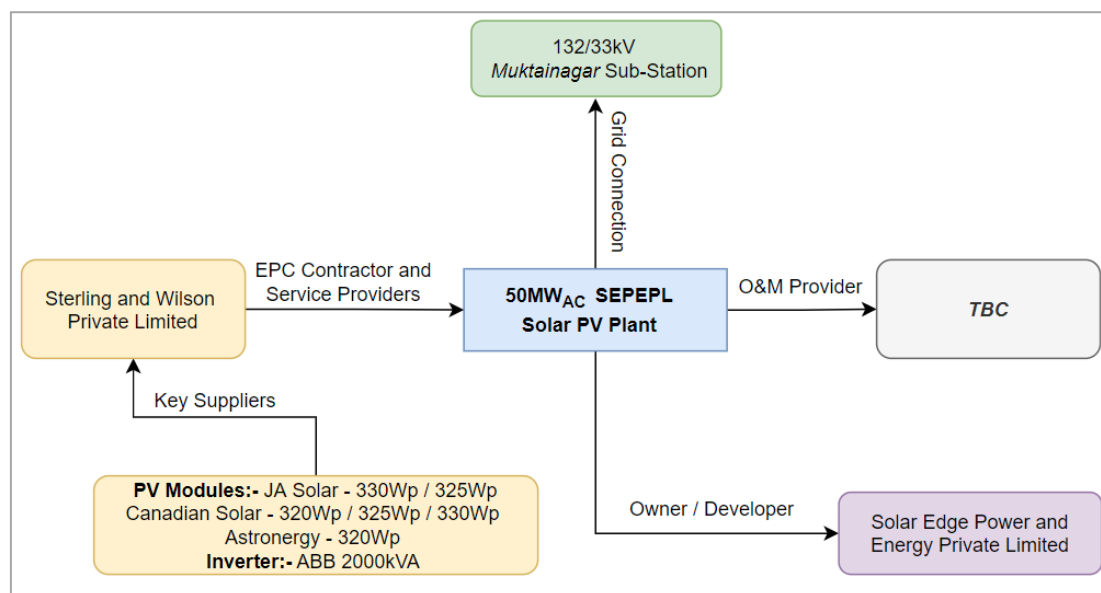 132/33kV
Muktainagar Sub-Station
Grid Connection
EPC Contractor and
Service Providers
Sterling and Wilson
Private Limited
50MWAC SEPEPL
Solar PV Plant
O&M Provider
TBC
Key Suppliers
PV Modules:- JA Solar - 330Wp / 325Wp
Canadian Solar - 320Wp / 325Wp / 330Wp
Astronergy - 320Wp
Inverter:- ABB 2000kVA
Owner / Developer
Solar Edge Power and
Energy Private Limited